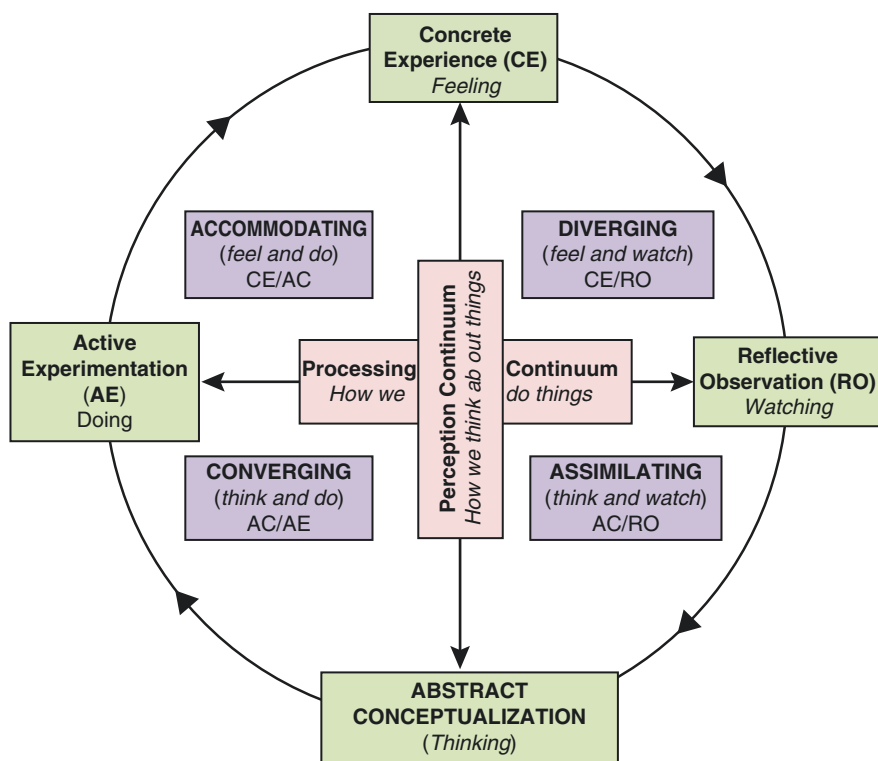 Concrete
Experience (CE)
Feeling
ACCOMMODATING
(feel and do)
CE/AC
DIVERGING
(feel and watch)
CE/RO
Active
Experimentation
(AE)
Doing
Processing
How we
Perception Continuum
How we think ab out things
Continuum
do things
Reflective
Observation (RO)
Watching
CONVERGING
(think and do)
AC/AE
ASSIMILATING
(think and watch)
AC/RO
ABSTRACT
CONCEPTUALIZATION
(Thinking)